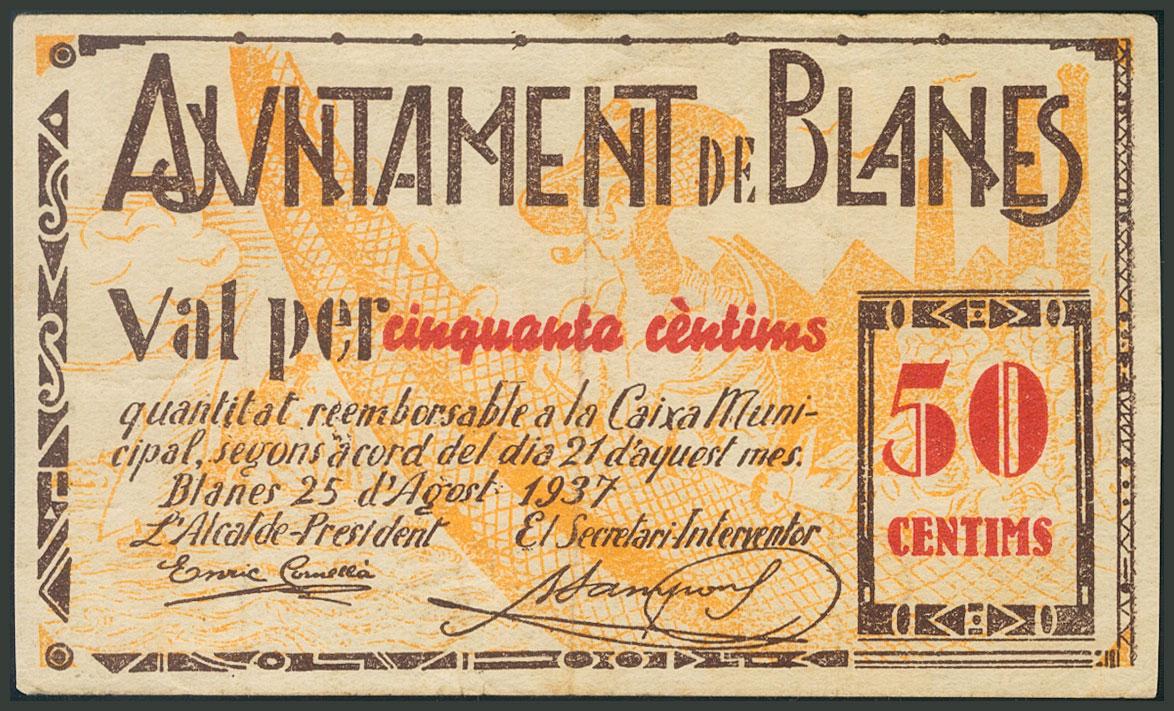 AJUNTAMENT DE BLANES
Val per cinquanta cèntims
quantitat reemborsable a la Caixa Muni-
cipal, segons acord del dia 21 d'aquest mes.
Blanes 25 d'Agost 1937
L'Alcalde-President El Secretari-Interventor
Enric Comellà
50
CENTIMS